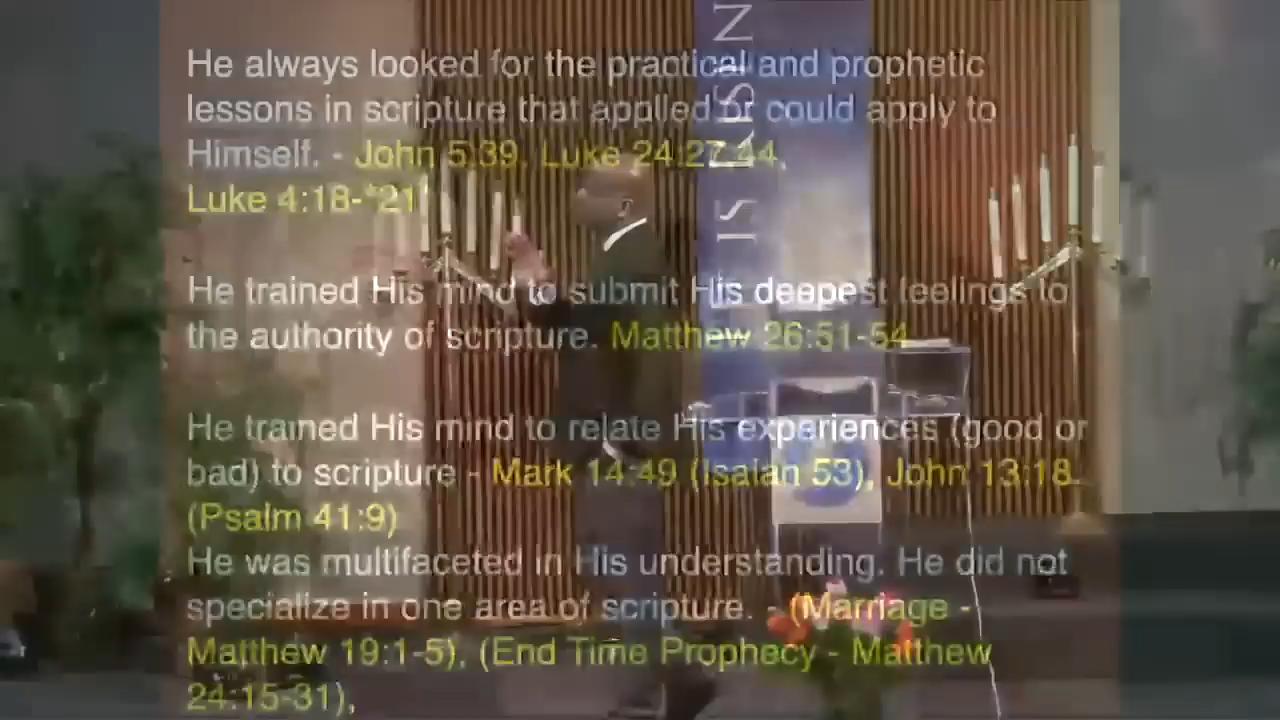 He always looked for the practical and prophetic
lessons in scripture that applied or could apply to
Himself. - John 5:39, Luke 24:27,44,
Luke 4:18-*21
He trained His mind to submit His deepest feelings to
the authority of scripture. Matthew 26:51-54
He trained His mind to relate His experiences (good or
bad) to scripture - Mark 14:49 (Isaiah 53), John 13:18.
(Psalm 41:9)
He was multifaceted in His understanding. He did not
specialize in one area of scripture. - (Marriage -
Matthew 19:1-5), (End Time Prophecy - Matthew
24:15-31),
IS RISEN